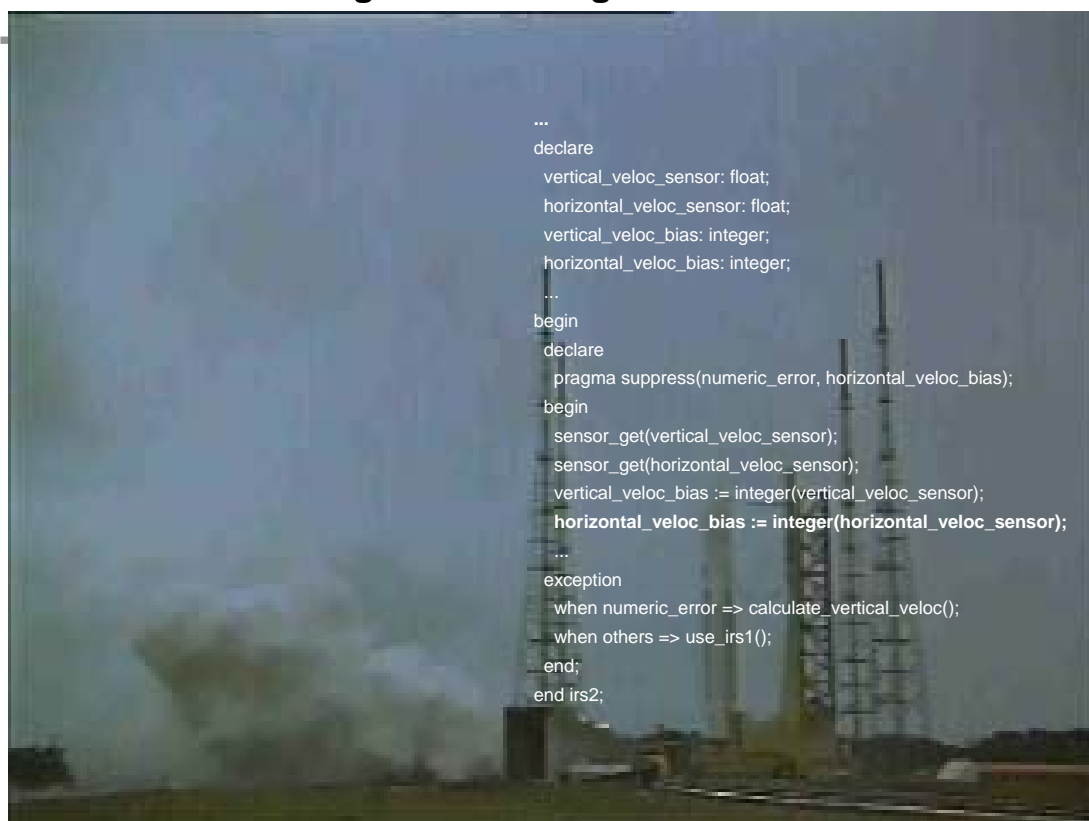 ...
declare
vertical_veloc_sensor: float;
horizontal_veloc_sensor: float;
vertical_veloc_bias: integer;
horizontal_veloc_bias: integer;
...
begin
declare
pragma suppress(numeric_error, horizontal_veloc_bias);
begin
sensor_get(vertical_veloc_sensor);
sensor_get(horizontal_veloc_sensor);
vertical_veloc_bias := integer(vertical_veloc_sensor);
horizontal_veloc_bias := integer(horizontal_veloc_sensor);
...
exception
when numeric_error => calculate_vertical_veloc();
when others => use_irs1();
end;
end irs2;